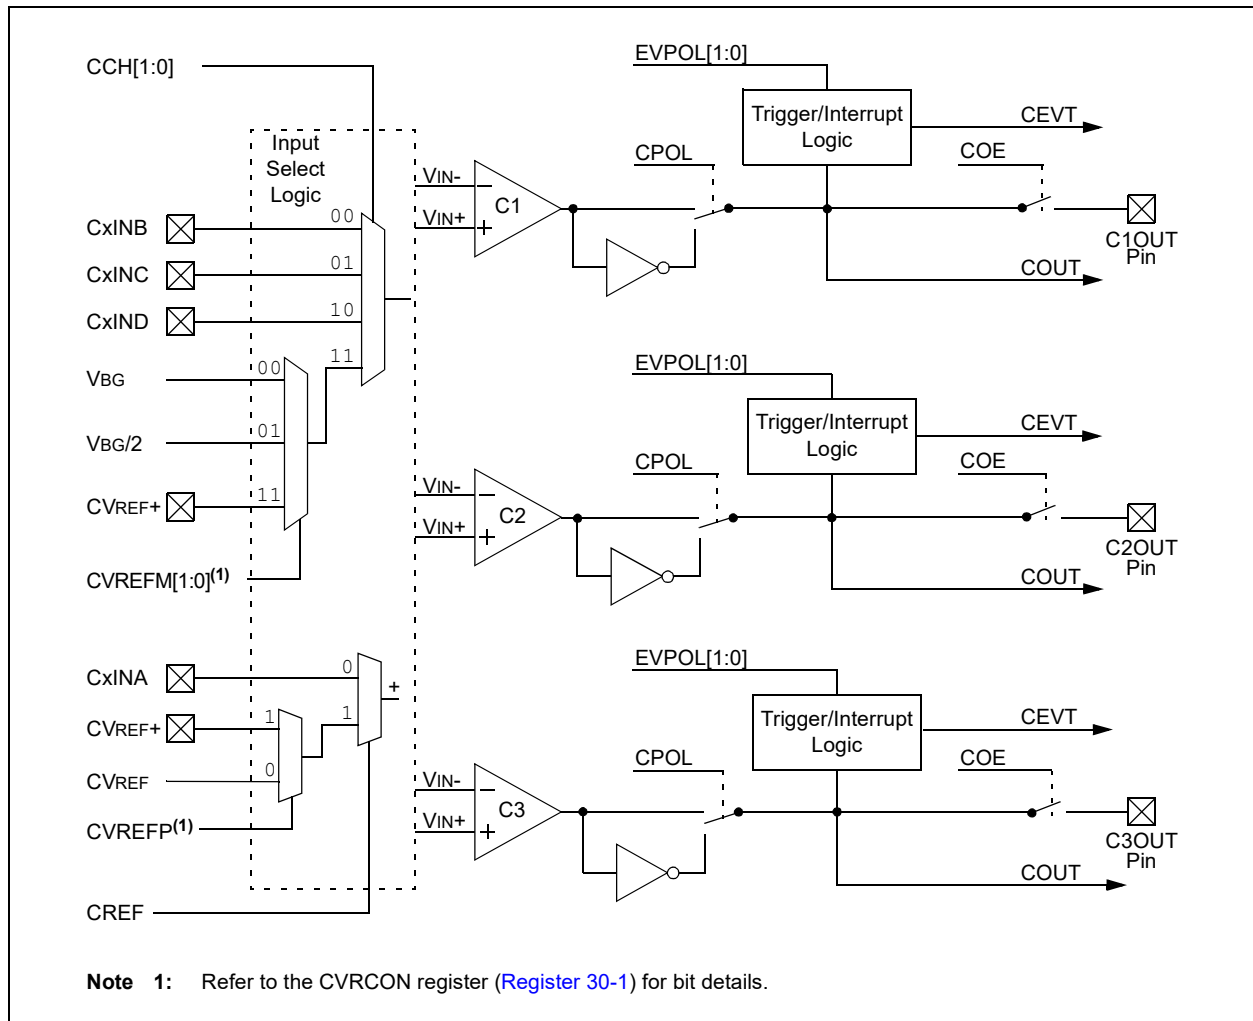 CCH[1:0]
Input
Select
Logic
CxINB
00
CxINC
01
CxIND
10
11
VBG
00
VBG/2
01
CVREF+
11
CVREFM[1:0](1)
CxINA
0
+
CVREF+
1
1
CVREF
0
CVREFP(1)
CREF
EVPOL[1:0]
Trigger/Interrupt
Logic
CEVT
CPOL
COE
VIN-
–
VIN+
+
C1
C1OUT
Pin
COUT
EVPOL[1:0]
Trigger/Interrupt
Logic
CEVT
CPOL
COE
VIN-
–
VIN+
+
C2
C2OUT
Pin
COUT
EVPOL[1:0]
Trigger/Interrupt
Logic
CEVT
CPOL
COE
VIN-
–
VIN+
+
C3
C3OUT
Pin
COUT
Note 1: Refer to the CVRCON register (Register 30-1) for bit details.